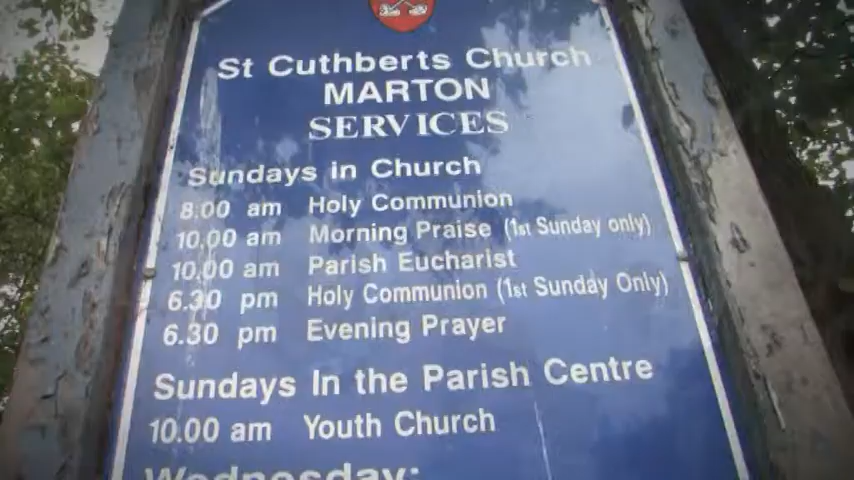 St Cuthberts Church
MARTON
SERVICES
Sundays in Church
8.00 am Holy Communion
10.00 am Morning Praise (1st Sunday only)
10.00 am Parish Eucharist
6.30 pm Holy Communion (1st Sunday Only)
6.30 pm Evening Prayer
Sundays In the Parish Centre
10.00 am Youth Church
Wednesday: